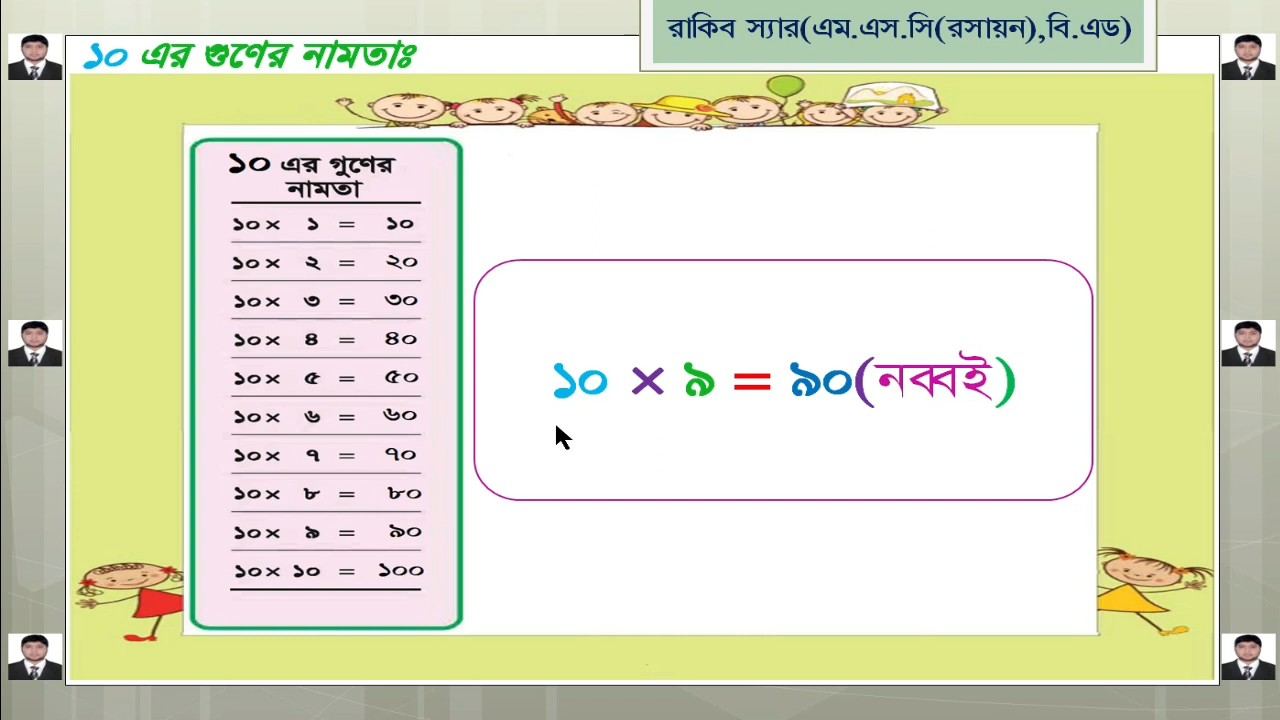 রাকিব স্যার(এম.এস.সি(রসায়ন),বি.এড)
১০ এর গুণের নামতাঃ
১০ এর গুণের
নামতা
১০× ১ = ১০
১০× ২ = ২০
১০× ৩ = ৩০
১০× ৪ = ৪০
১০× ৫ = ৫০
১০× ৬ = ৬০
১০× ৭ = ৭০
১০× ৮ = ৮০
১০× ৯ = ৯০
১০× ১০ = ১০০
১০ × ৯ = ৯০(নব্বই)